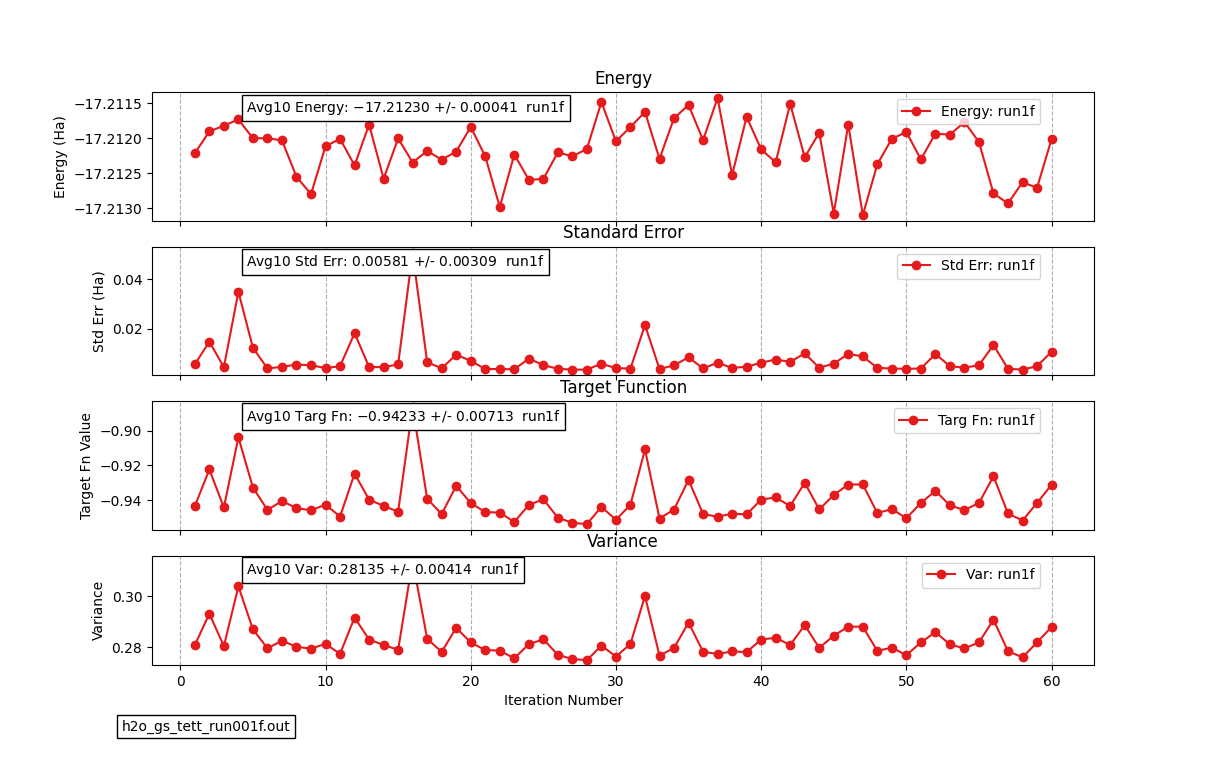 Energy
Energy (Ha)
−17.2115
−17.2120
−17.2125
−17.2130
Avg10 Energy: −17.21230 +/- 0.00041 run1f
Energy: run1f
Standard Error
Std Err (Ha)
0.04
0.02
Avg10 Std Err: 0.00581 +/- 0.00309 run1f
Std Err: run1f
Target Function
Target Fn Value
−0.90
−0.92
−0.94
Avg10 Targ Fn: −0.94233 +/- 0.00713 run1f
Targ Fn: run1f
Variance
Variance
0.30
0.28
Avg10 Var: 0.28135 +/- 0.00414 run1f
Var: run1f
0 10 20 30 40 50 60
Iteration Number
h2o_gs_tett_run001f.out